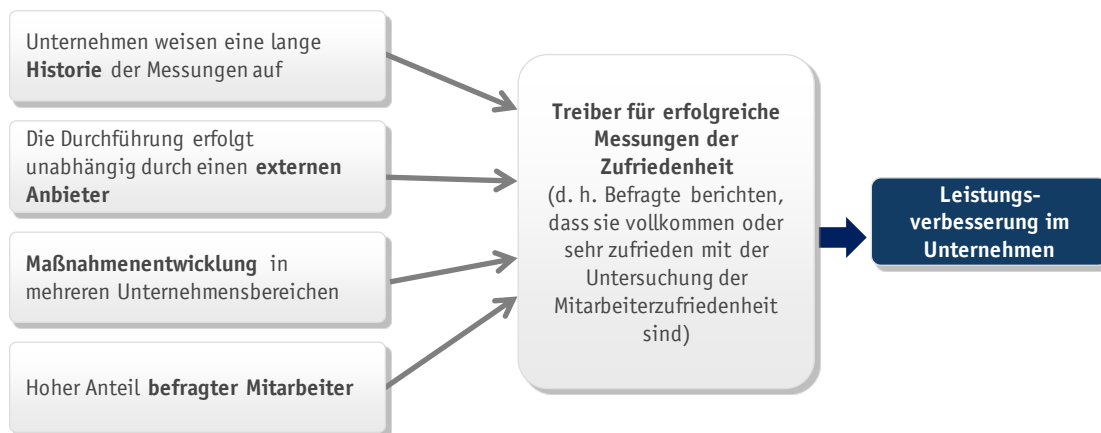 Unternehmen weisen eine lange
Historie der Messungen auf
Die Durchführung erfolgt
unabhängig durch einen externen
Anbieter
Maßnahmenentwicklung in
mehreren Unternehmensbereichen
Hoher Anteil befragter Mitarbeiter
Treiber für erfolgreiche
Messungen der
Zufriedenheit
(d. h. Befragte berichten,
dass sie vollkommen oder
sehr zufrieden mit der
Untersuchung der
Mitarbeiterzufriedenheit
sind)
Leistungs-
verbesserung im
Unternehmen